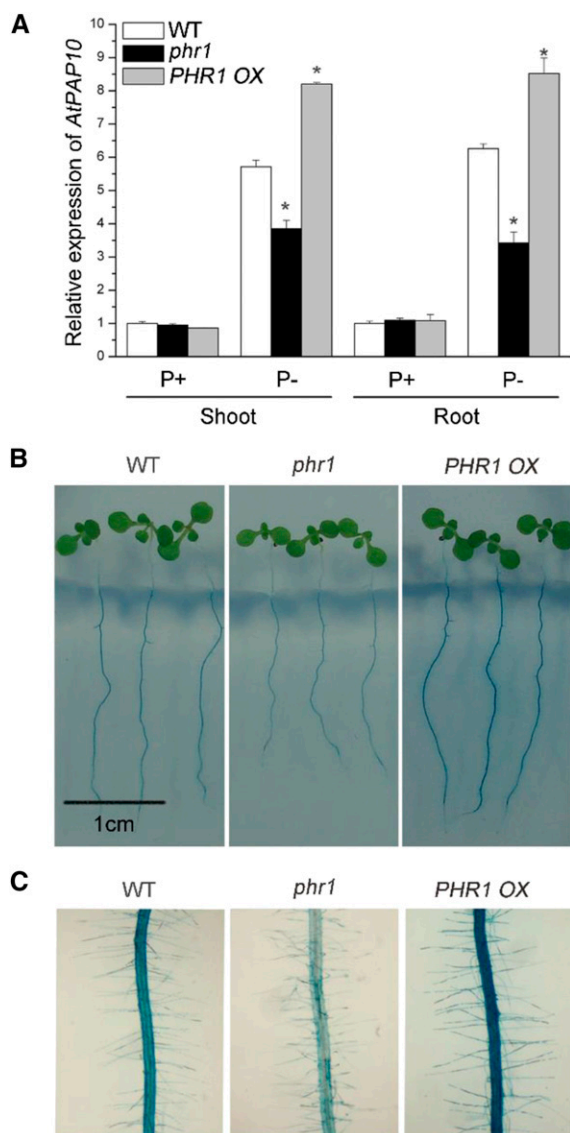 A
Relative expression of AtPAP10
10
9
8
7
6
5
4
3
2
1
0
WT
phr1
PHR1 OX
*
*
*
*
P+
P-
P+
P-
Shoot
Root
B
WT
phr1
PHR1 OX
1cm
C
WT
phr1
PHR1 OX